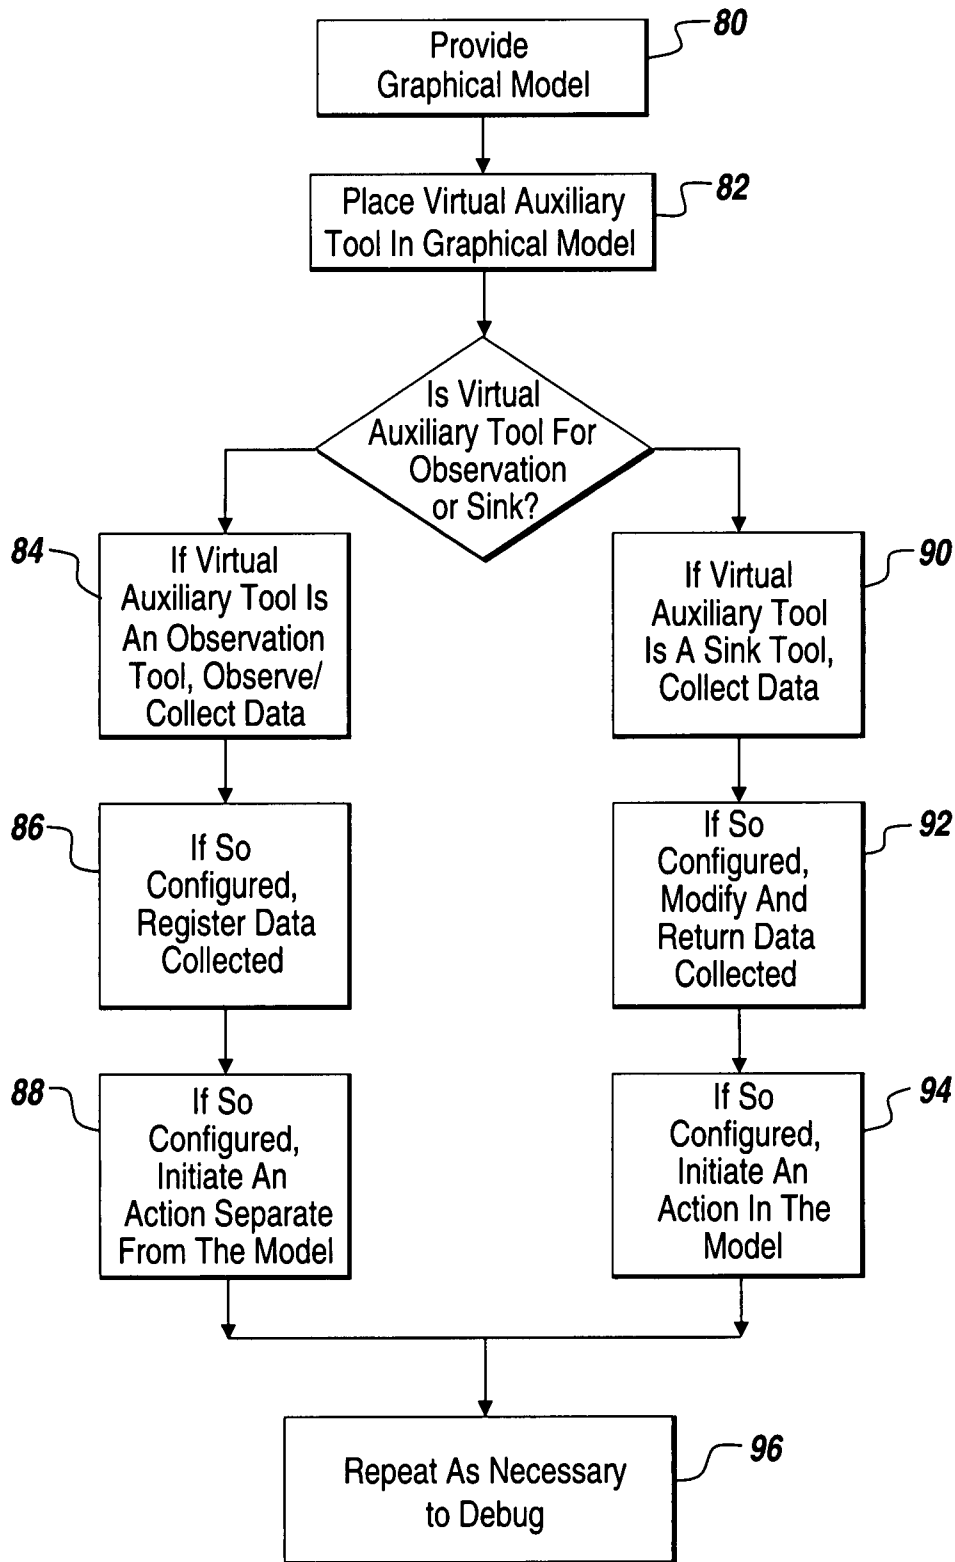 80
Provide
Graphical Model
82
Place Virtual Auxiliary
Tool In Graphical Model
Is Virtual
Auxiliary Tool For
Observation
or Sink?
84
If Virtual
Auxiliary Tool Is
An Observation
Tool, Observe/
Collect Data
90
If Virtual
Auxiliary Tool
Is A Sink Tool,
Collect Data
86
If So
Configured,
Register Data
Collected
92
If So
Configured,
Modify And
Return Data
Collected
88
If So
Configured,
Initiate An
Action Separate
From The Model
94
If So
Configured,
Initiate An
Action In The
Model
96
Repeat As Necessary
to Debug